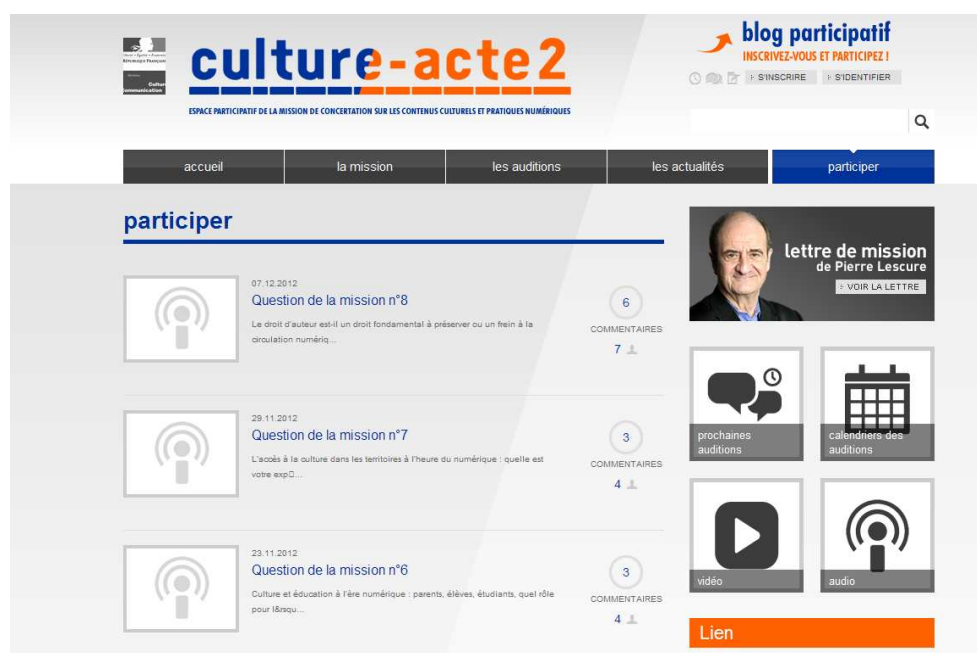 blog participatif
INSCRIVEZ-VOUS ET PARTICIPEZ !
S'INSCRIRE
S'IDENTIFIER
culture-acte2
ESPACE PARTICIPATIF DE LA MISSION DE CONCERTATION SUR LES CONTENUS CULTURELS ET PRATIQUES NUMÉRIQUES
accueil
la mission
les auditions
les actualités
participer
participer
07.12.2012
Question de la mission n°8
Le droit d'auteur est-il un droit fondamental à préserver ou un frein à la
circulation numériq...
6
COMMENTAIRES
7
29.11.2012
Question de la mission n°7
L'accès à la culture dans les territoires à l'heure du numérique : quelle est
votre exp▯...
3
COMMENTAIRES
4
23.11.2012
Question de la mission n°6
Culture et éducation à l'ère numérique : parents, élèves, étudiants, quel rôle
pour l&rsqu...
3
COMMENTAIRES
4
lettre de mission
de Pierre Lescure
VOIR LA LETTRE
prochaines
auditions
calendriers des
auditions
vidéo
audio
Lien